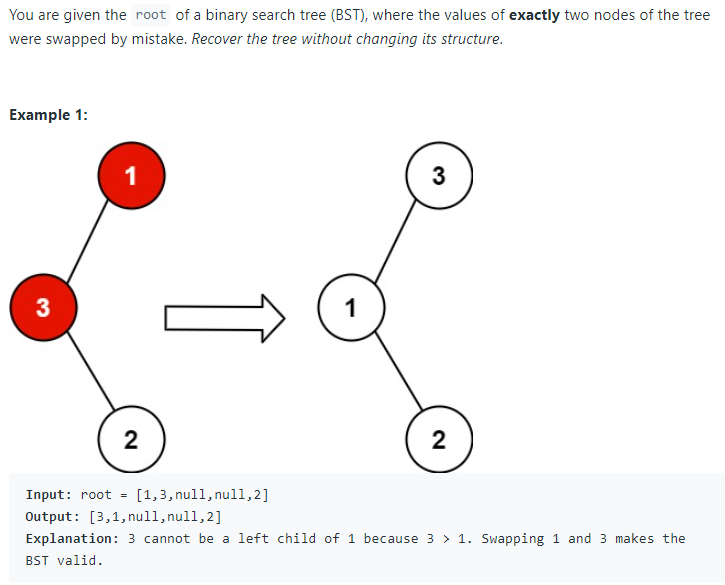 You are given the root of a binary search tree (BST), where the values of exactly two nodes of the tree
were swapped by mistake. Recover the tree without changing its structure.
Example 1:
1
3
3
1
2
2
Input: root = [1,3,null,null,2]
Output: [3,1,null,null,2]
Explanation: 3 cannot be a left child of 1 because 3 > 1. Swapping 1 and 3 makes the
BST valid.